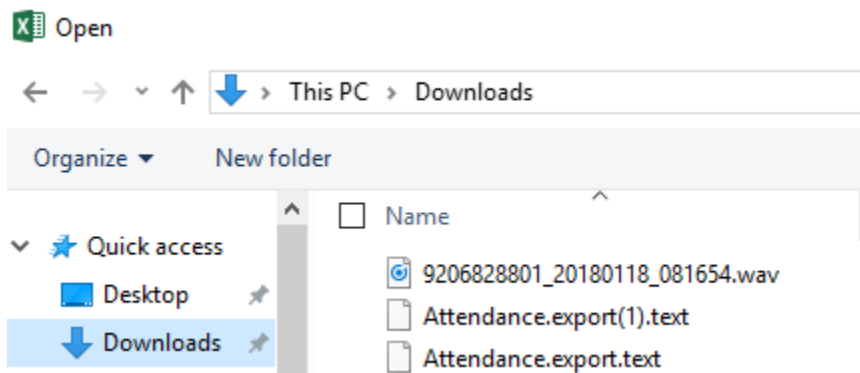 Open
This PC > Downloads
Organize New folder
Name
Quick access
9206828801_20180118_081654.wav
Desktop
Attendance.export(1).text
Downloads
Attendance.export.text